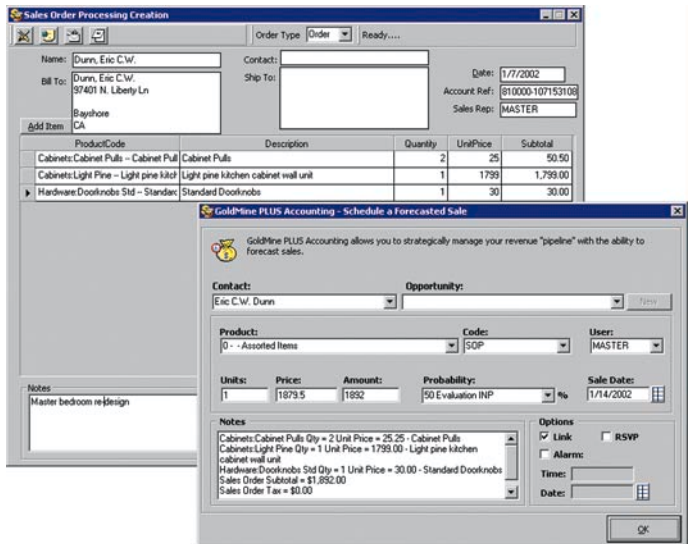 Sales Order Processing Creation
Order Type Order Ready....
Name: Dunn, Eric C.W.
Contact:
Bill To: Dunn, Eric C.W.
97401 N. Liberty Ln
Bayshore
CA
Ship To:
Date: 1/7/2002
Account Ref: 810000-107153108
Sales Rep: MASTER
Add Item
ProductCode Description Quantity UnitPrice Subtotal
Cabinets:Cabinet Pulls -- Cabinet Pull Cabinet Pulls 2 25 50.50
Cabinets:Light Pine -- Light pine kitch Light pine kitchen cabinet wall unit 1 1799 1,799.00
Hardware:Doorknobs Std -- Standarc Standard Doorknobs 1 30 30.00
Notes
Master bedroom redesign
GoldMine PLUS Accounting - Schedule a Forecasted Sale
GoldMine PLUS Accounting allows you to strategically manage your revenue "pipeline" with the ability to
forecast sales.
Contact: Opportunity:
Eric C.W. Dunn New
Product: Code: User:
0 - - Assorted Items SOP MASTER
Units: Price: Amount: Probability: Sale Date:
1 1879.5 1892 50 Evaluation INP % 1/14/2002
Notes
Cabinets:Cabinet Pulls Qty = 2 Unit Price = 25.25 - Cabinet Pulls
Cabinets:Light Pine Qty = 1 Unit Price = 1799.00 - Light pine kitchen
cabinet wall unit
Hardware:Doorknobs Std Qty = 1 Unit Price = 30.00 - Standard Doorknobs
Sales Order Subtotal = $1,892.00
Sales Order Tax = $0.00
Options
Link RSVP
Alarm:
Time:
Date:
OK